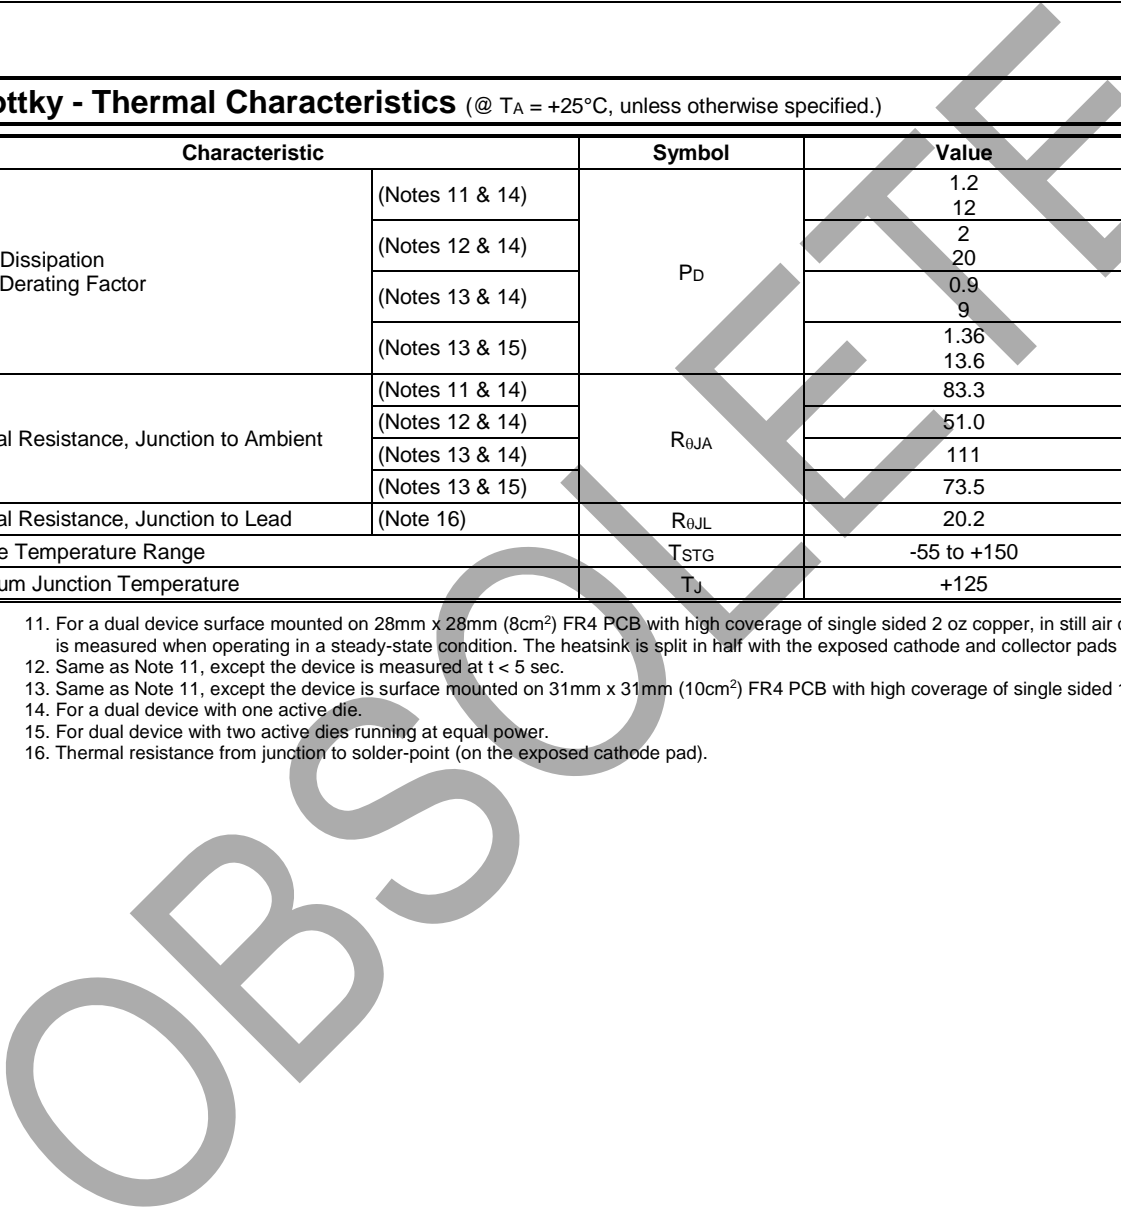 ottky - Thermal Characteristics (@ TA = +25°C, unless otherwise specified.)
Characteristic Symbol Value
Dissipation
Derating Factor
(Notes 11 & 14)
1.2
12
(Notes 12 & 14)
2
20
PD
(Notes 13 & 14)
0.9
9
(Notes 13 & 15)
1.36
13.6
al Resistance, Junction to Ambient
(Notes 11 & 14) 83.3
(Notes 12 & 14) 51.0
RθJA
(Notes 13 & 14) 111
(Notes 13 & 15) 73.5
al Resistance, Junction to Lead (Note 16) RθJL 20.2
e Temperature Range TSTG -55 to +150
um Junction Temperature TJ +125
11. For a dual device surface mounted on 28mm x 28mm (8cm²) FR4 PCB with high coverage of single sided 2 oz copper, in still air
is measured when operating in a steady-state condition. The heatsink is split in half with the exposed cathode and collector pads
12. Same as Note 11, except the device is measured at t < 5 sec.
13. Same as Note 11, except the device is surface mounted on 31mm x 31mm (10cm²) FR4 PCB with high coverage of single sided
14. For a dual device with one active die.
15. For dual device with two active dies running at equal power.
16. Thermal resistance from junction to solder-point (on the exposed cathode pad).
OBSOLETE